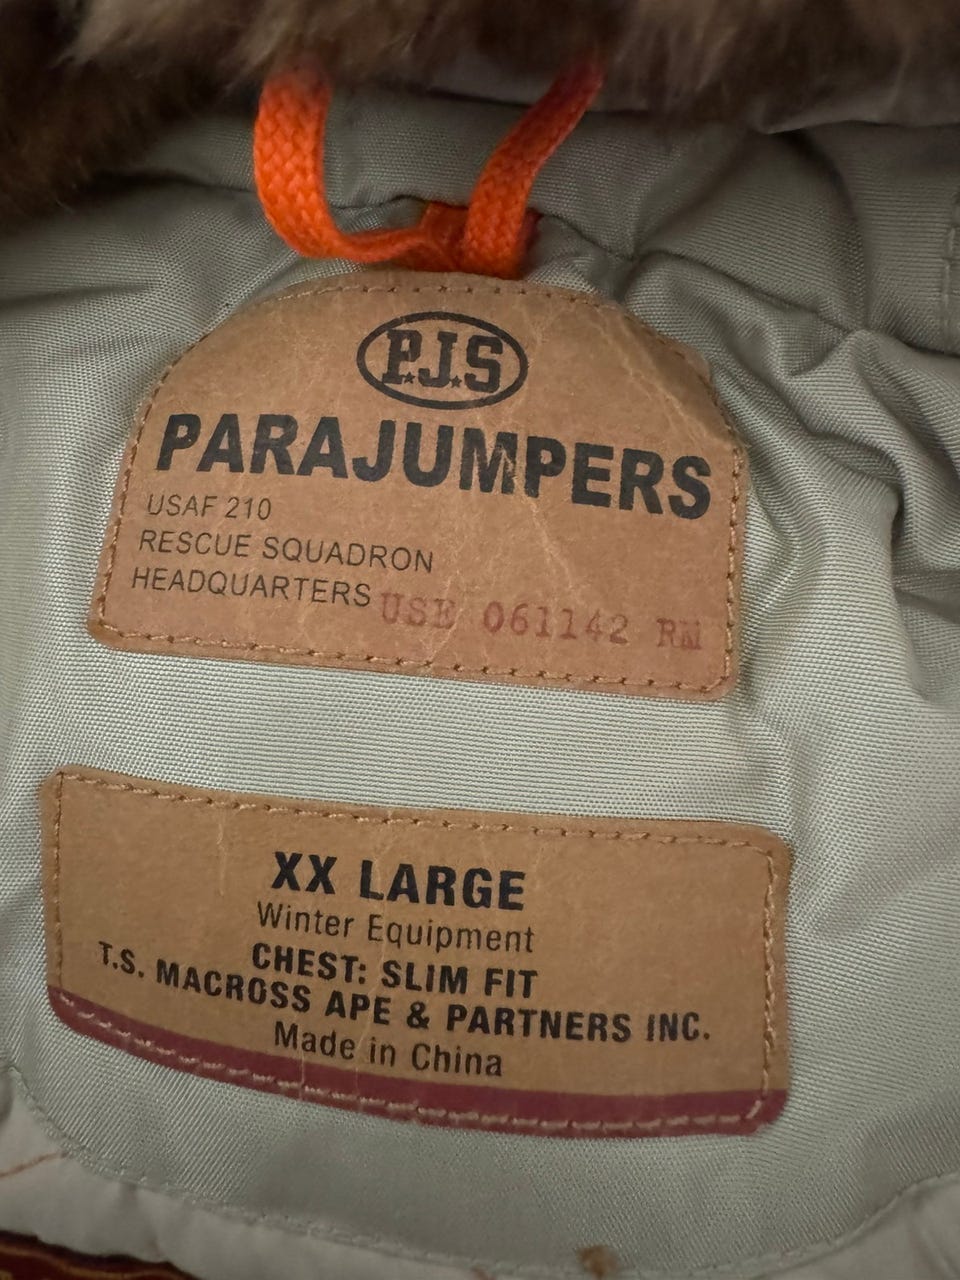 P.J.S
PARAJUMPERS
USAF 210
RESCUE SQUADRON
HEADQUARTERS USE 061142 RM
XX LARGE
Winter Equipment
CHEST: SLIM FIT
T.S. MACROSS APE & PARTNERS INC.
Made in China